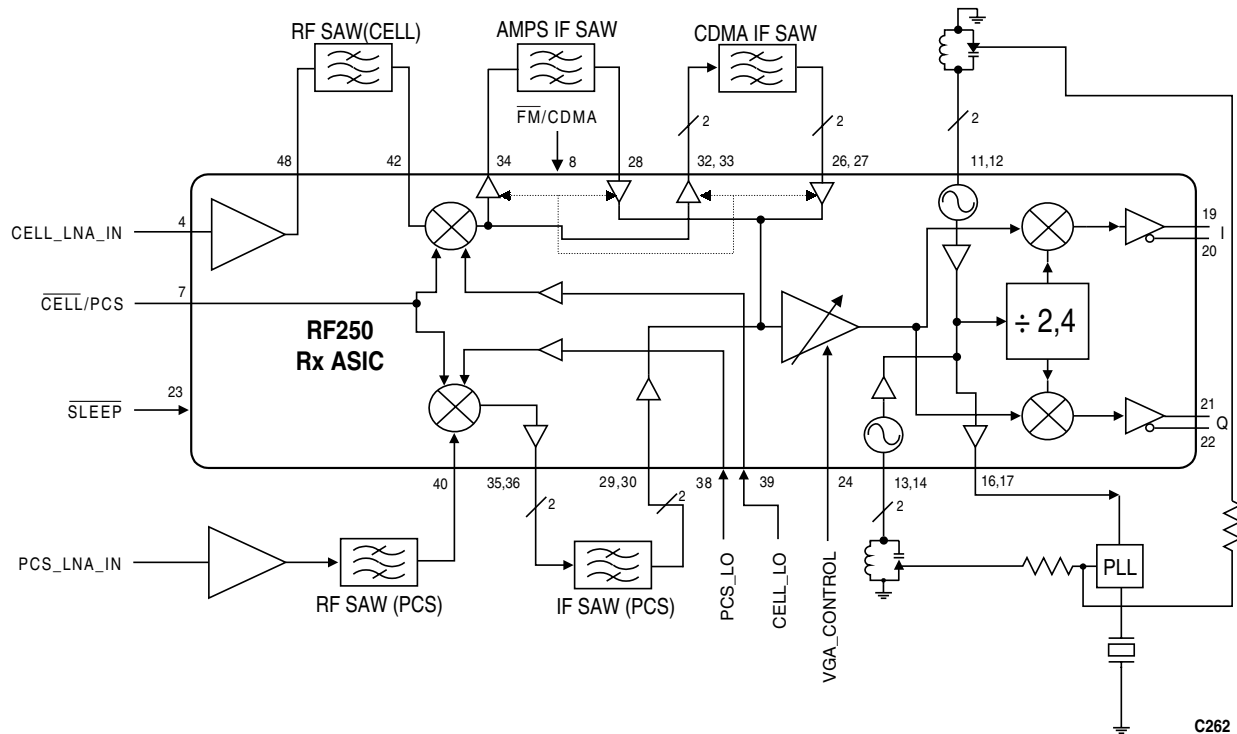 RF SAW(CELL)
AMPS IF SAW
CDMA IF SAW
F̅M̅/CDMA
2
2
2
48
42
34
8
28
32, 33
26, 27
11,12
CELL_LNA_IN
4
19
I
20
C̅E̅L̅L̅/PCS
7
RF250
Rx ASIC
÷ 2,4
S̅L̅E̅E̅P̅
23
21
Q
22
40
35,36
29,30
38
39
24
13,14
16,17
2
2
2
PCS_LNA_IN
RF SAW (PCS)
IF SAW (PCS)
PCS_LO
CELL_LO
VGA_CONTROL
PLL
C262